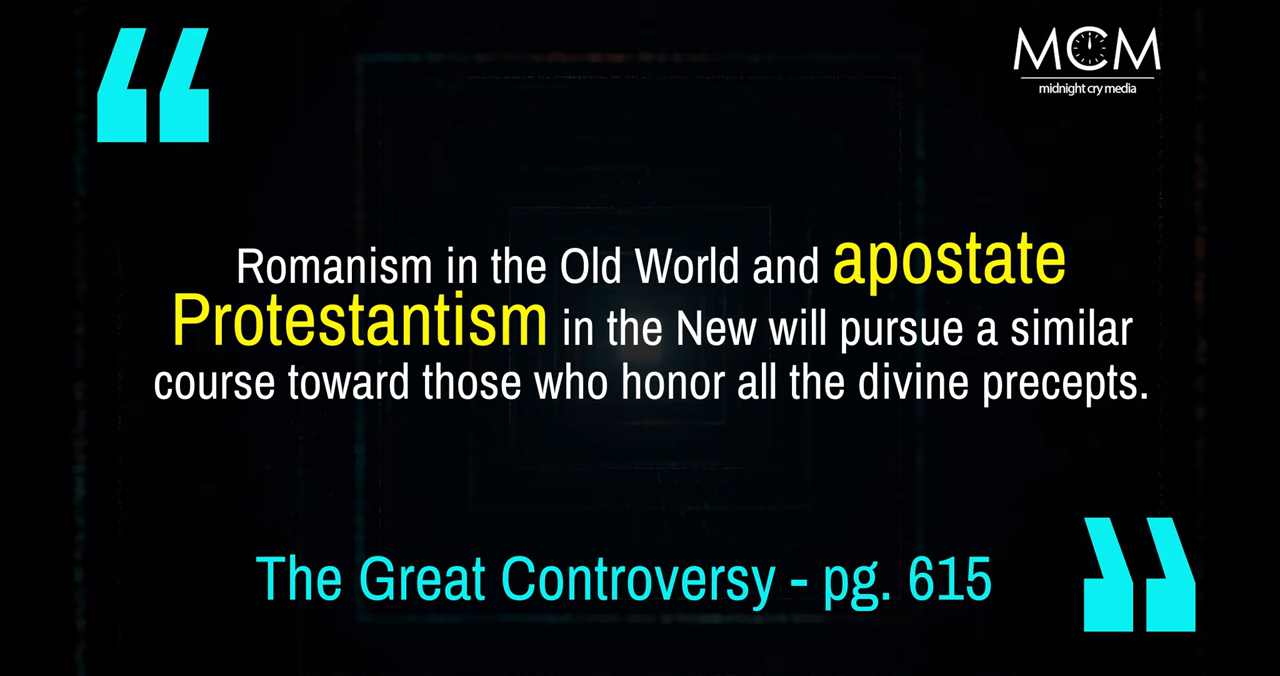 MCM
midnight cry media
“
Romanism in the Old World and apostate
Protestantism in the New will pursue a similar
course toward those who honor all the divine precepts.
The Great Controversy - pg. 615
”